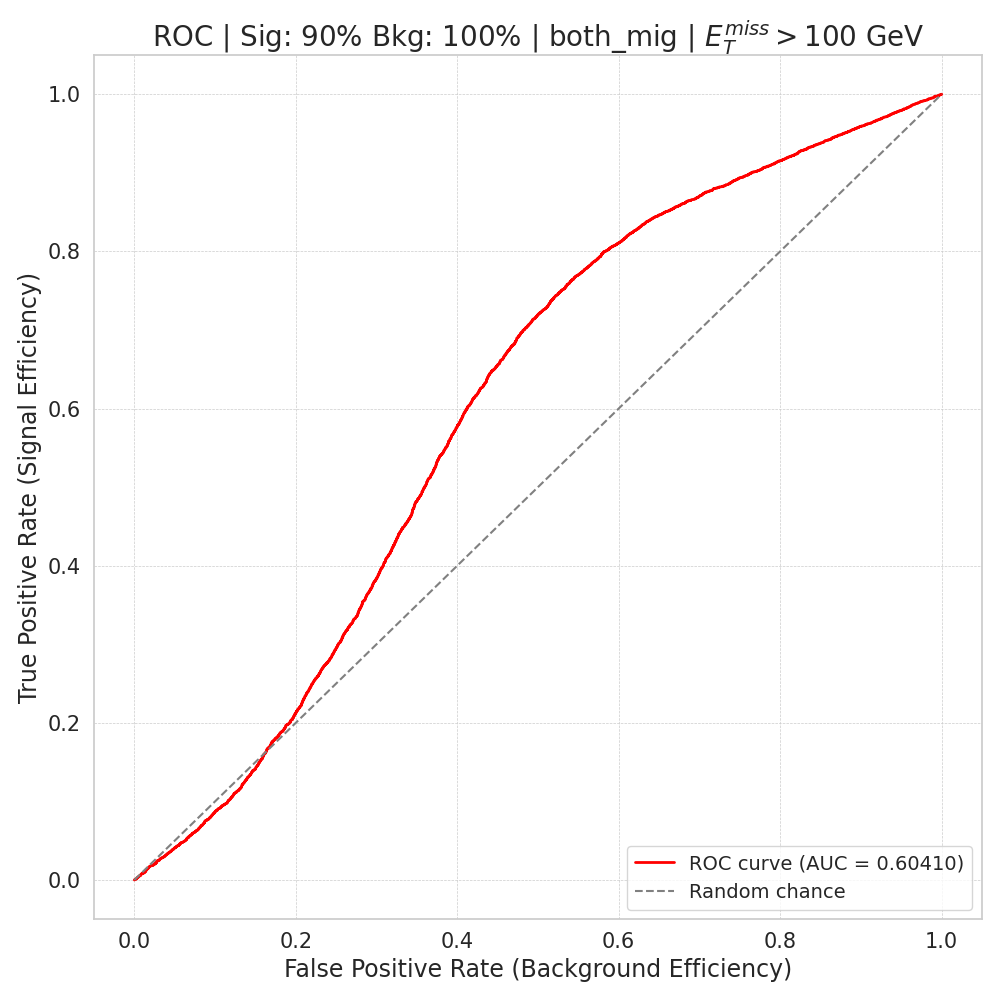 ROC | Sig: 90% Bkg: 100% | both_mig | $E_T^{miss} > 100$ GeV
True Positive Rate (Signal Efficiency)
1.0
0.8
0.6
0.4
0.2
0.0
ROC curve (AUC = 0.60410)
Random chance
0.0 0.2 0.4 0.6 0.8 1.0
False Positive Rate (Background Efficiency)